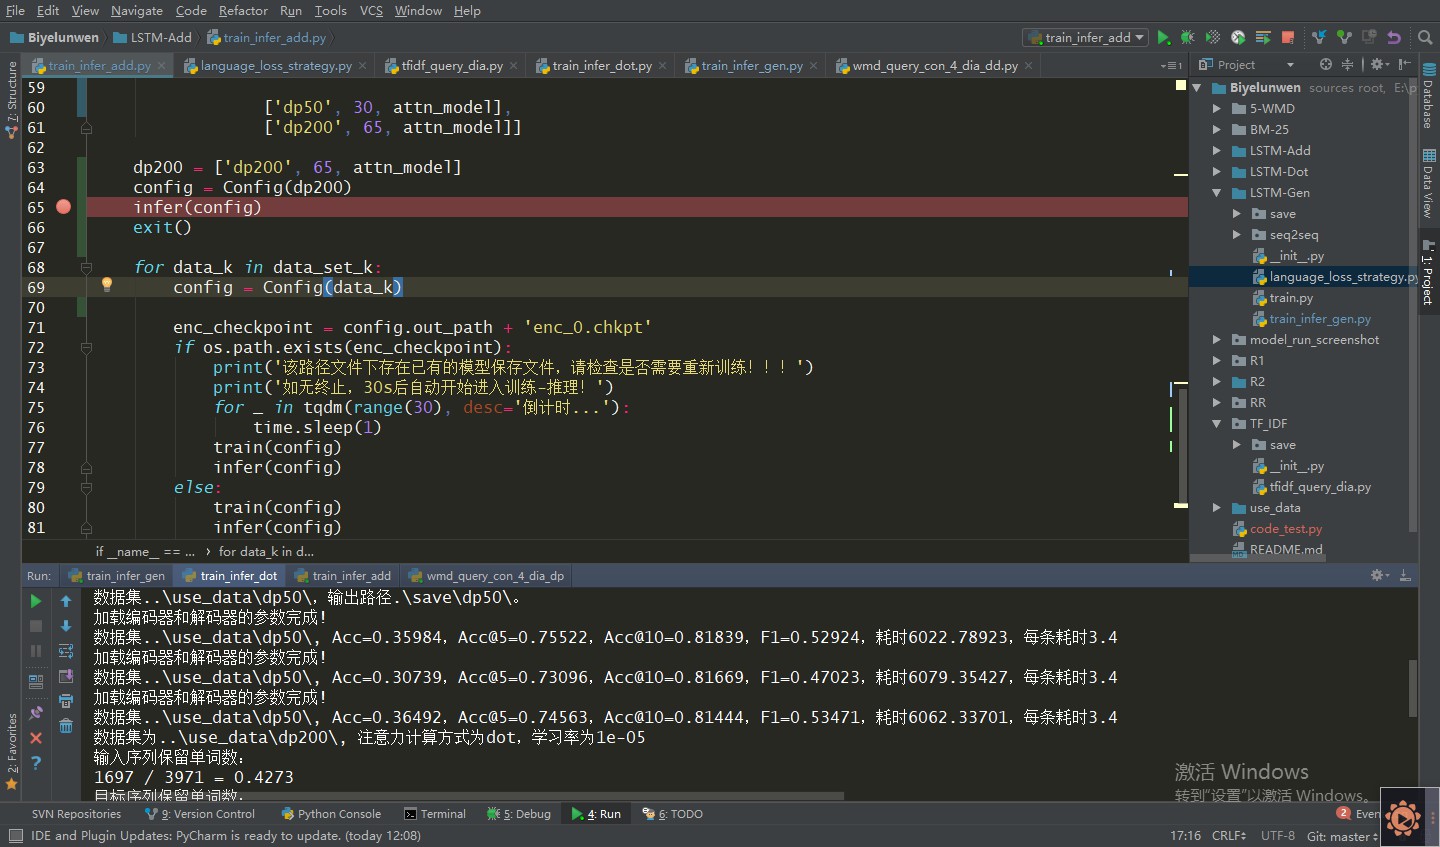 File Edit View Navigate Code Refactor Run Tools VCS Window Help
Biyelunwen LSTM-Add train_infer_add.py train_infer_add
train_infer_add.py language_loss_strategy.py tfidf_query_dia.py train_infer_dot.py train_infer_gen.py wmd_query_con_4_dia_dd.py
7: Structure
2: Favorites
59
60 ['dp50', 30, attn_model],
61 ['dp200', 65, attn_model]]
62
63 dp200 = ['dp200', 65, attn_model]
64 config = Config(dp200)
65 infer(config)
66 exit()
67
68 for data_k in data_set_k:
69 config = Config(data_k)
70
71 enc_checkpoint = config.out_path + 'enc_0.chkpt'
72 if os.path.exists(enc_checkpoint):
73 print('该路径文件下存在已有的模型保存文件，请检查是否需要重新训练！！！')
74 print('如无终止，30s后自动开始进入训练-推理！')
75 for _ in tqdm(range(30), desc='倒计时...'):
76 time.sleep(1)
77 train(config)
78 infer(config)
79 else:
80 train(config)
81 infer(config)
if __name__ == ... › for data_k in d...
Project
Biyelunwen sources root, E:\p
5-WMD
BM-25
LSTM-Add
LSTM-Dot
LSTM-Gen
save
seq2seq
__init__.py
language_loss_strategy.py
train.py
train_infer_gen.py
model_run_screenshot
R1
R2
RR
TF_IDF
save
__init__.py
tfidf_query_dia.py
use_data
code_test.py
README.md
Database
Data View
1: Project
Run: train_infer_gen train_infer_dot train_infer_add wmd_query_con_4_dia_dp
数据集..\use_data\dp50\，输出路径.\save\dp50\。
加载编码器和解码器的参数完成！
数据集..\use_data\dp50\, Acc=0.35984，Acc@5=0.75522，Acc@10=0.81839，F1=0.52924，耗时6022.78923，每条耗时3.4
加载编码器和解码器的参数完成！
数据集..\use_data\dp50\, Acc=0.30739，Acc@5=0.73096，Acc@10=0.81669，F1=0.47023，耗时6079.35427，每条耗时3.4
加载编码器和解码器的参数完成！
数据集..\use_data\dp50\, Acc=0.36492，Acc@5=0.74563，Acc@10=0.81444，F1=0.53471，耗时6062.33701，每条耗时3.4
数据集为..\use_data\dp200\, 注意力计算方式为dot，学习率为1e-05
输入序列保留单词数：
1697 / 3971 = 0.4273
目标序列保留单词数：
激活 Windows
转到"设置"以激活 Windows。
SVN Repositories 9: Version Control Python Console Terminal 5: Debug 4: Run 6: TODO 2 Even
IDE and Plugin Updates: PyCharm is ready to update. (today 12:08) 17:16 CRLF UTF-8 Git: master